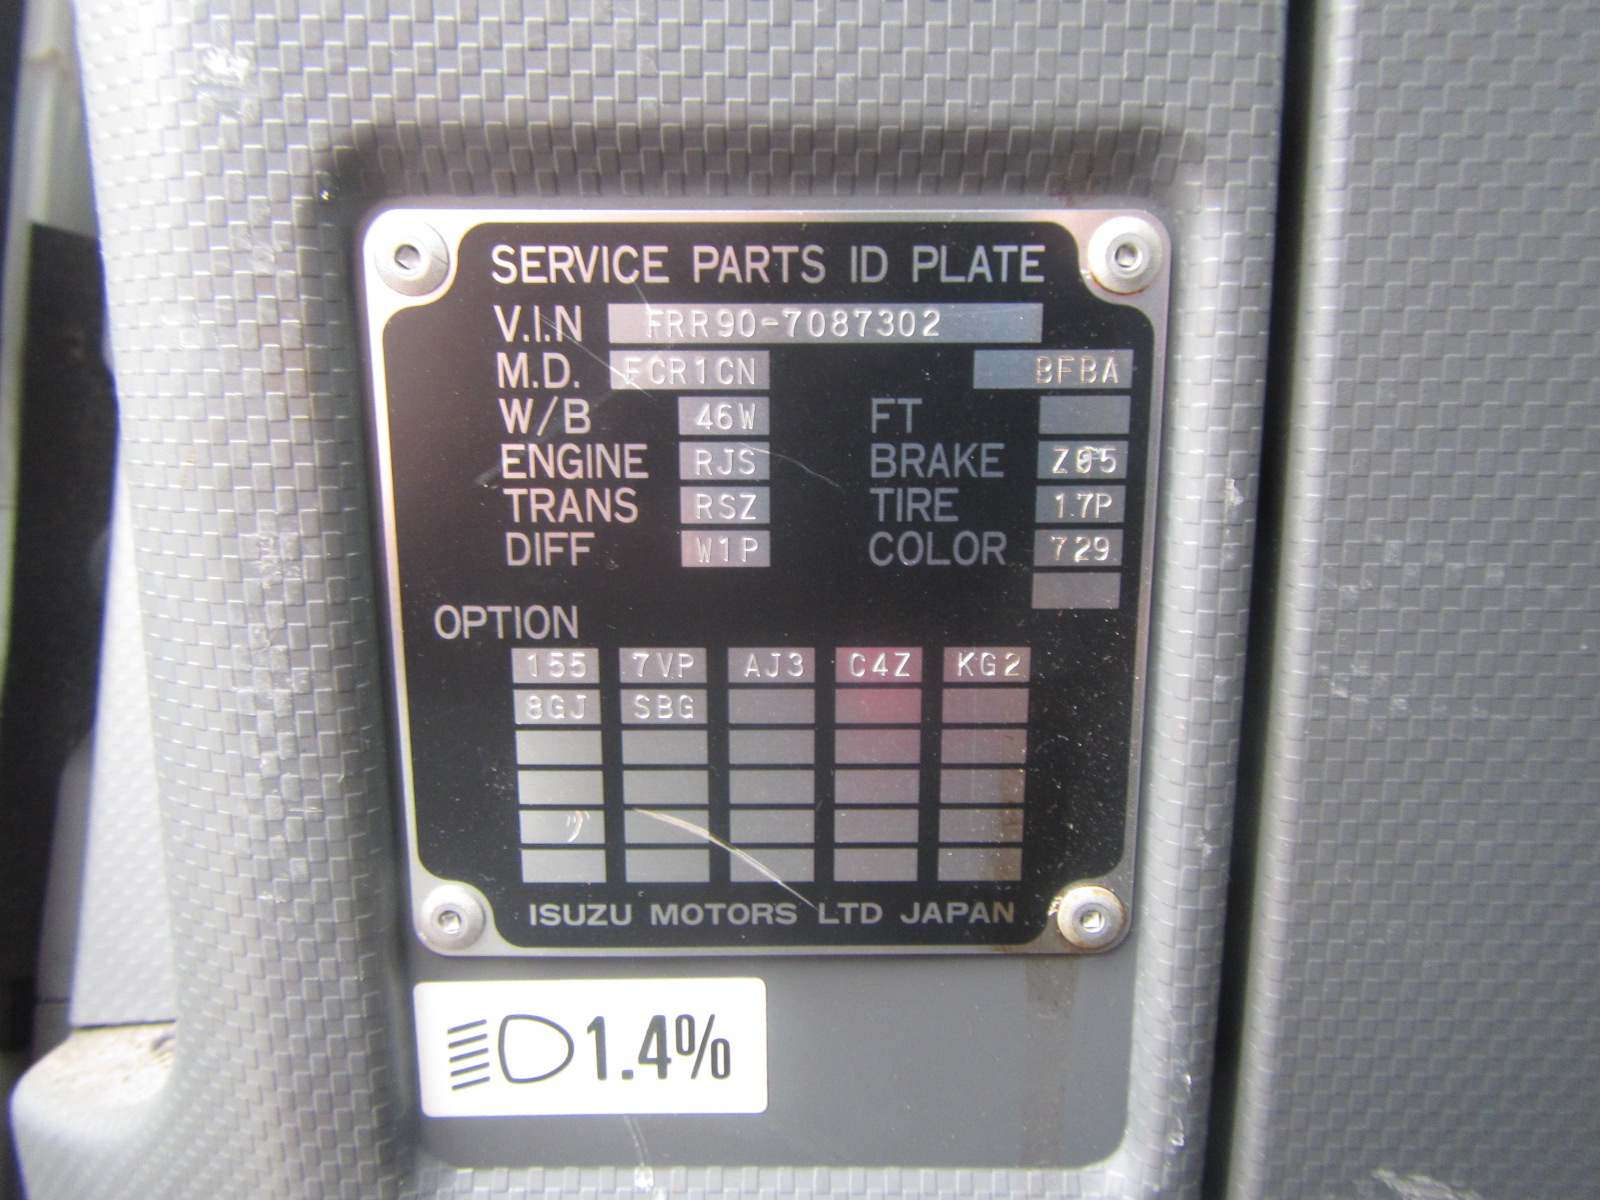 SERVICE PARTS ID PLATE
V.I.N FRR90-7087302
M.D. FCR1CN BFBA
W/B 46W FT
ENGINE RJS BRAKE Z05
TRANS RSZ TIRE 17P
DIFF W1P COLOR 729
OPTION
155 7VP AJ3 C4Z KG2
8GJ SBG
ISUZU MOTORS LTD JAPAN
1.4%